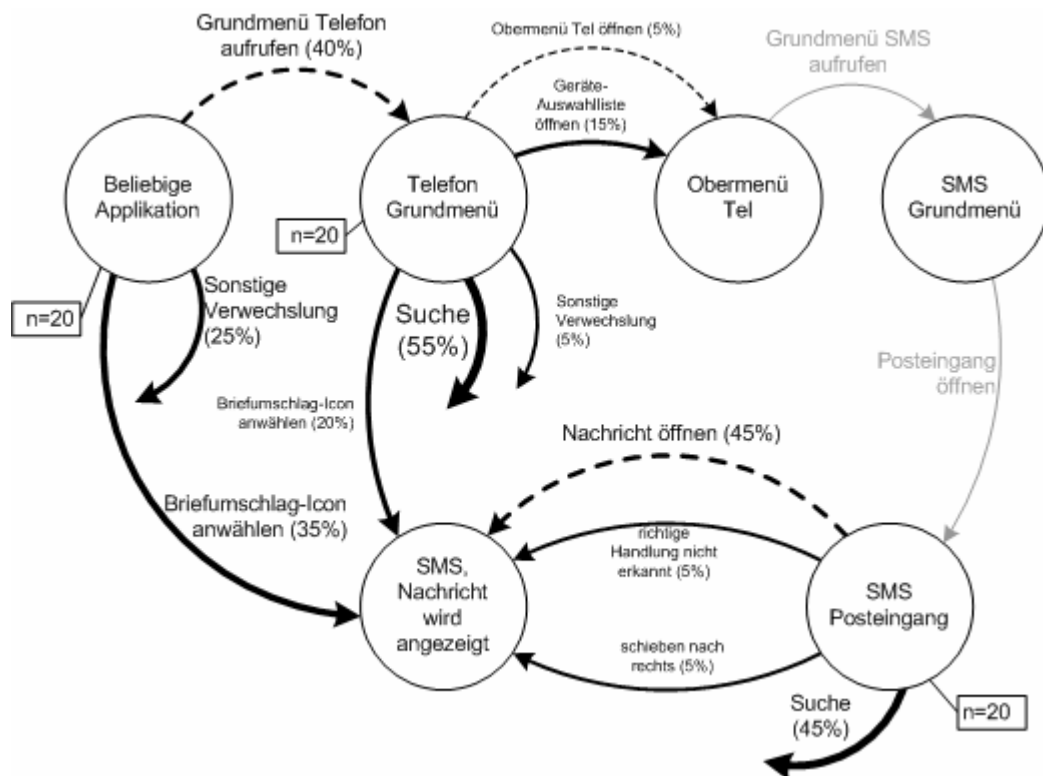 Grundmenü Telefon
aufrufen (40%)
Obermenü Tel öffnen (5%)
Grundmenü SMS
aufrufen
Geräte-
Auswahlliste
öffnen (15%)
Beliebige
Applikation
Telefon
Grundmenü
Obermenü
Tel
SMS
Grundmenü
n=20
n=20
Sonstige
Verwechslung
(25%)
Suche
(55%)
Sonstige
Verwechslung
(5%)
Posteingang
öffnen
Briefumschlag-Icon
anwählen (20%)
Nachricht öffnen (45%)
Briefumschlag-Icon
anwählen (35%)
richtige
Handlung nicht
erkannt (5%)
SMS,
Nachricht
wird
angezeigt
SMS
Posteingang
schieben nach
rechts (5%)
Suche
(45%)
n=20